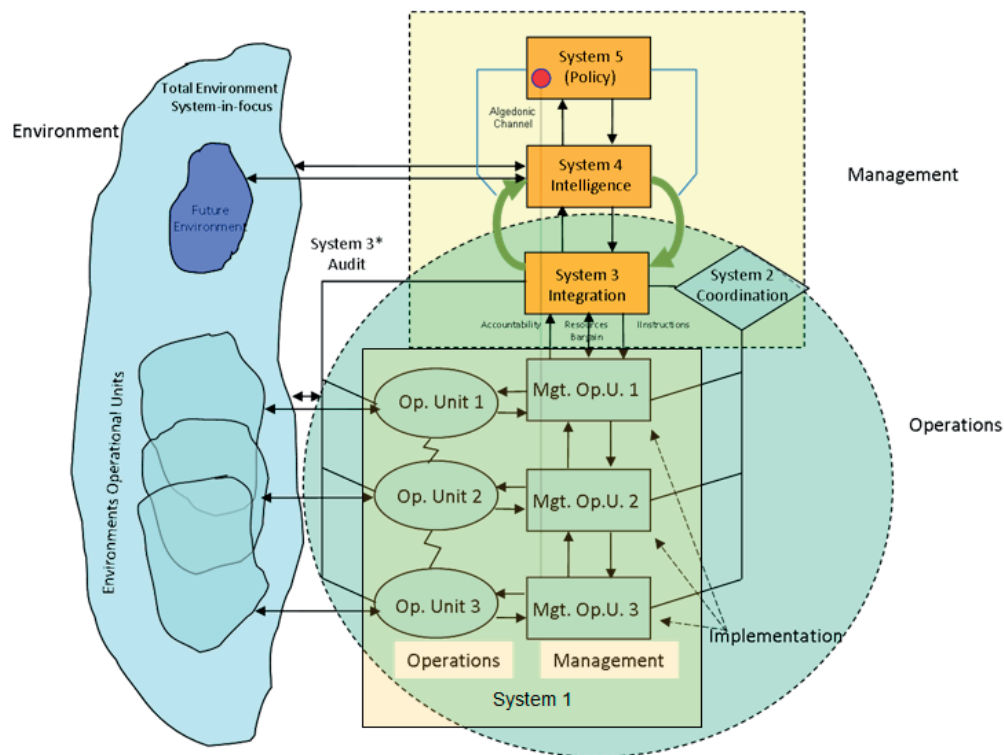 System 5
(Policy)
Total Environment
System-in-focus
Environment
Algedonic
Channel
System 4
Intelligence
Management
Future
Environment
System 3*
Audit
System 3
Integration
System 2
Coordination
Accountability
Resources
Bargain
IInstructions
Environments Operational Units
Op. Unit 1
Mgt. Op.U. 1
Operations
Op. Unit 2
Mgt. Op.U. 2
Op. Unit 3
Mgt. Op.U. 3
Implementation
Operations
Management
System 1